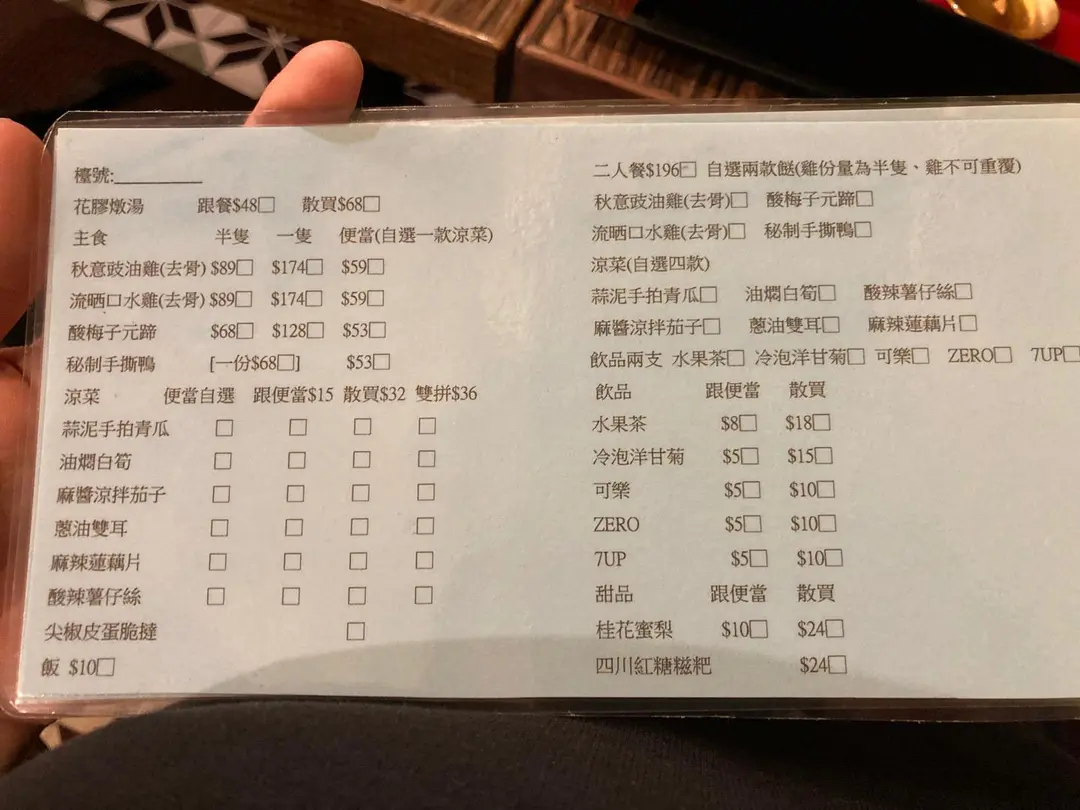 檯號:_________
花膠燉湯 跟餐$48□ 散買$68□
主食 半隻 一隻 便當(自選一款涼菜)
秋意豉油雞(去骨) $89□ $174□ $59□
流晒口水雞(去骨) $89□ $174□ $59□
酸梅子元蹄 $68□ $128□ $53□
秘制手撕鴨 [一份$68□] $53□
涼菜 便當自選 跟便當$15 散買$32 雙拼$36
蒜泥手拍青瓜 □ □ □ □
油燜白筍 □ □ □ □
麻醬涼拌茄子 □ □ □ □
蔥油雙耳 □ □ □ □
麻辣蓮藕片 □ □ □ □
酸辣薯仔絲 □ □ □ □
尖椒皮蛋脆撻 □
飯 $10□
二人餐$196□ 自選兩款餸(雞份量為半隻、雞不可重覆)
秋意豉油雞(去骨)□ 酸梅子元蹄□
流晒口水雞(去骨)□ 秘制手撕鴨□
涼菜(自選四款)
蒜泥手拍青瓜□ 油燜白筍□ 酸辣薯仔絲□
麻醬涼拌茄子□ 蔥油雙耳□ 麻辣蓮藕片□
飲品兩支 水果茶□ 冷泡洋甘菊□ 可樂□ ZERO□ 7UP□
飲品 跟便當 散買
水果茶 $8□ $18□
冷泡洋甘菊 $5□ $15□
可樂 $5□ $10□
ZERO $5□ $10□
7UP $5□ $10□
甜品 跟便當 散買
桂花蜜梨 $10□ $24□
四川紅糖糍粑 $24□